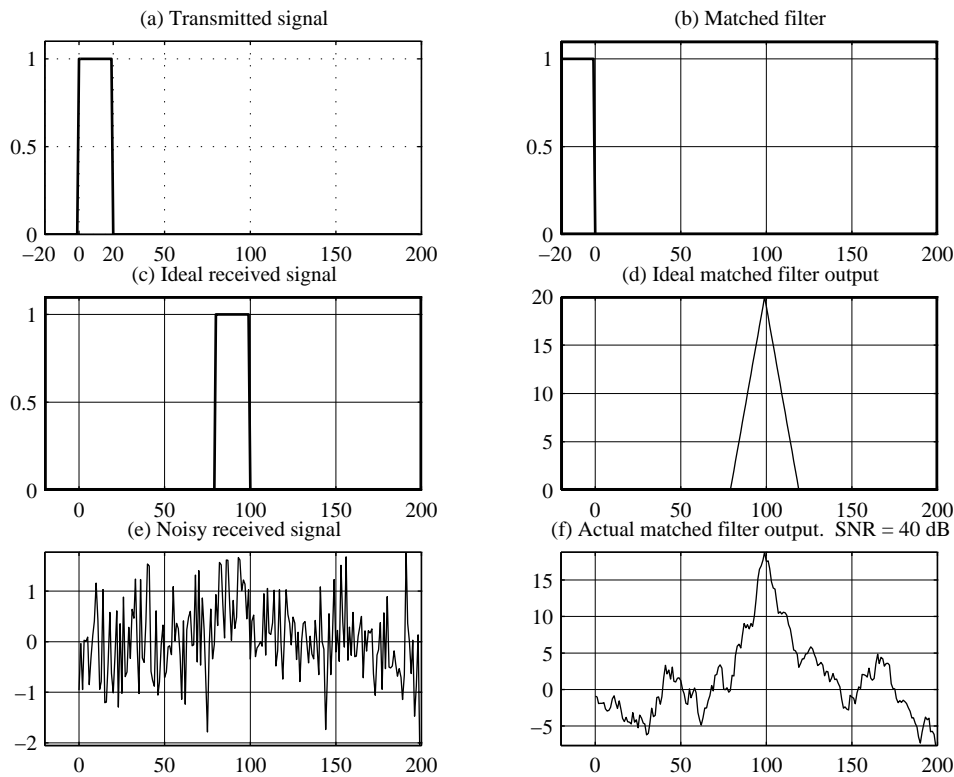 (a) Transmitted signal
(b) Matched filter
1
0.5
0
−20 0 20 50 100 150 200
1
0.5
0
−20 0 50 100 150 200
(c) Ideal received signal
(d) Ideal matched filter output
1
0.5
0
0 50 100 150 200
20
15
10
5
0
0 50 100 150 200
(e) Noisy received signal
(f) Actual matched filter output. SNR = 40 dB
1
0
−1
−2
0 50 100 150 200
15
10
5
0
−5
0 50 100 150 200